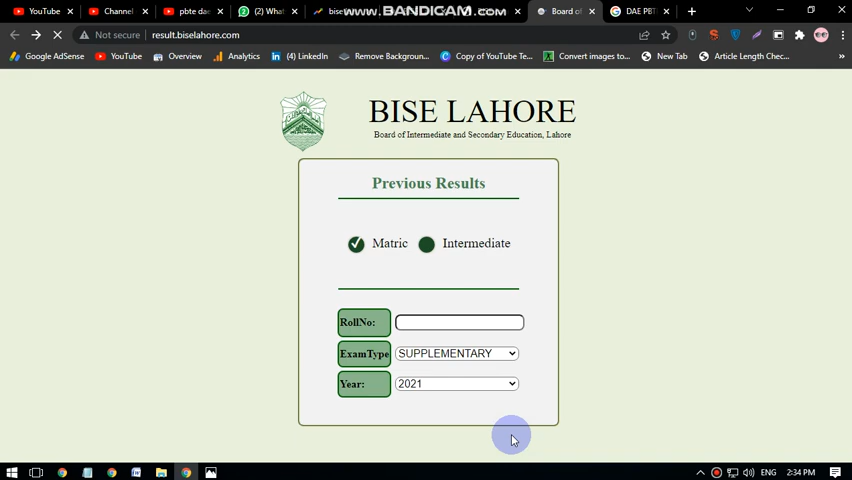 YouTube
Channel
pbte dae
(2) What
bise
www.BANDICAM.com
Board of
DAE PBT
Not secure
result.biselahore.com
Google AdSense
YouTube
Overview
Analytics
(4) LinkedIn
Remove Background...
Copy of YouTube Te...
Convert images to...
New Tab
Article Length Chec...
BISE LAHORE
Board of Intermediate and Secondary Education, Lahore
Previous Results
Matric
Intermediate
RollNo:
ExamType
SUPPLEMENTARY
Year:
2021
ENG
2:34 PM